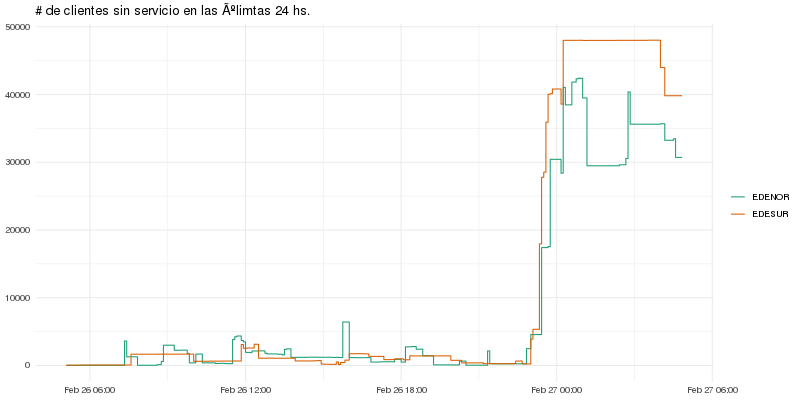 # de clientes sin servicio en las Ãºlimtas 24 hs.
50000
40000
30000
20000
10000
0
Feb 26 06:00
Feb 26 12:00
Feb 26 18:00
Feb 27 00:00
Feb 27 06:00
EDENOR
EDESUR